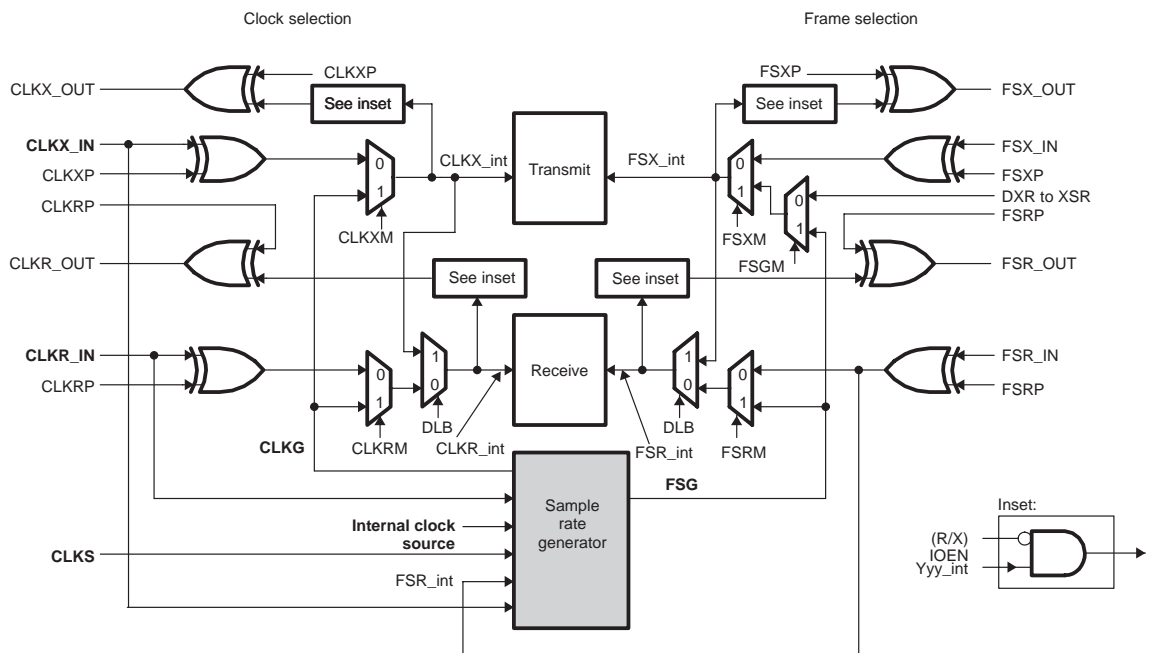 Clock selection
Frame selection
CLKX_OUT
CLKXP
See inset
FSXP
See inset
FSX_OUT
CLKX_IN
CLKXP
0
1
CLKXM
CLKX_int
Transmit
FSX_int
0
1
FSXM
0
1
FSGM
FSX_IN
FSXP
DXR to XSR
FSRP
CLKRP
CLKR_OUT
See inset
See inset
FSR_OUT
CLKR_IN
CLKRP
0
1
CLKRM
1
0
DLB
CLKR_int
Receive
FSR_int
1
0
DLB
0
1
FSRM
FSR_IN
FSRP
CLKG
FSG
Sample
rate
generator
Internal clock
source
CLKS
FSR_int
Inset:
(R/X)
IOEN
Yyy_int